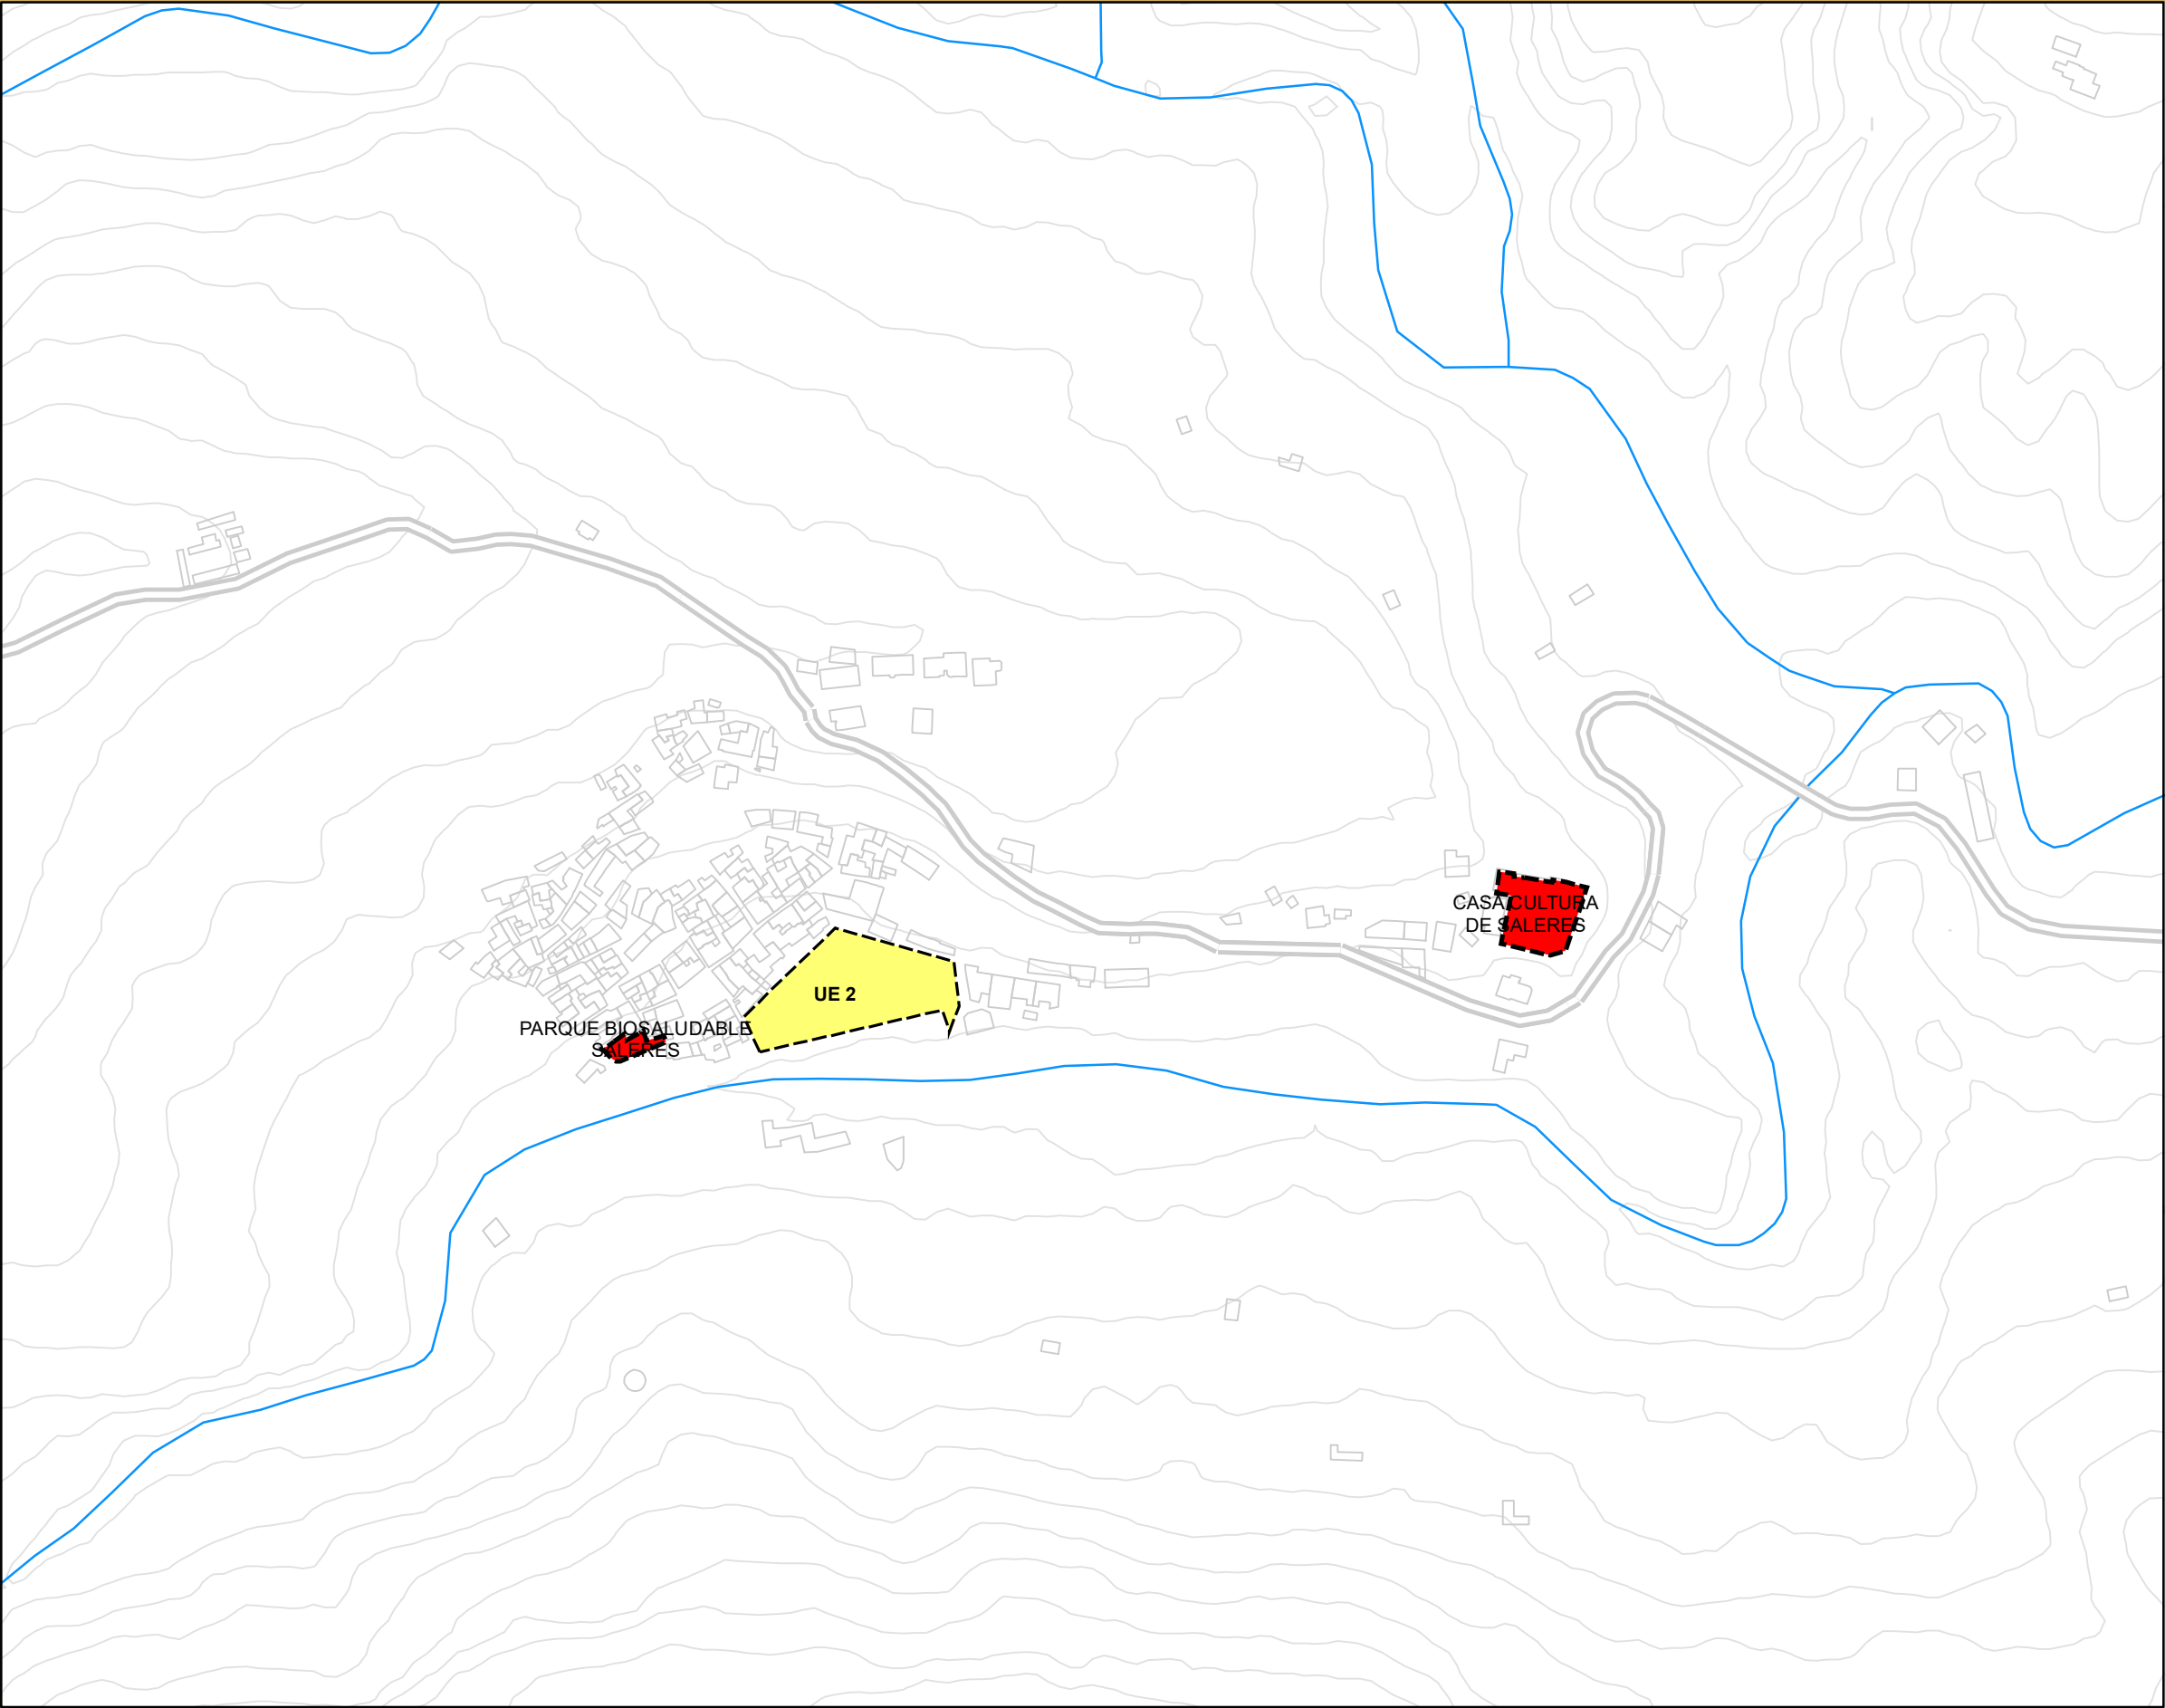 CASA CULTURA
DE SALERES
UE 2
PARQUE BIOSALUDABLE
SALERES